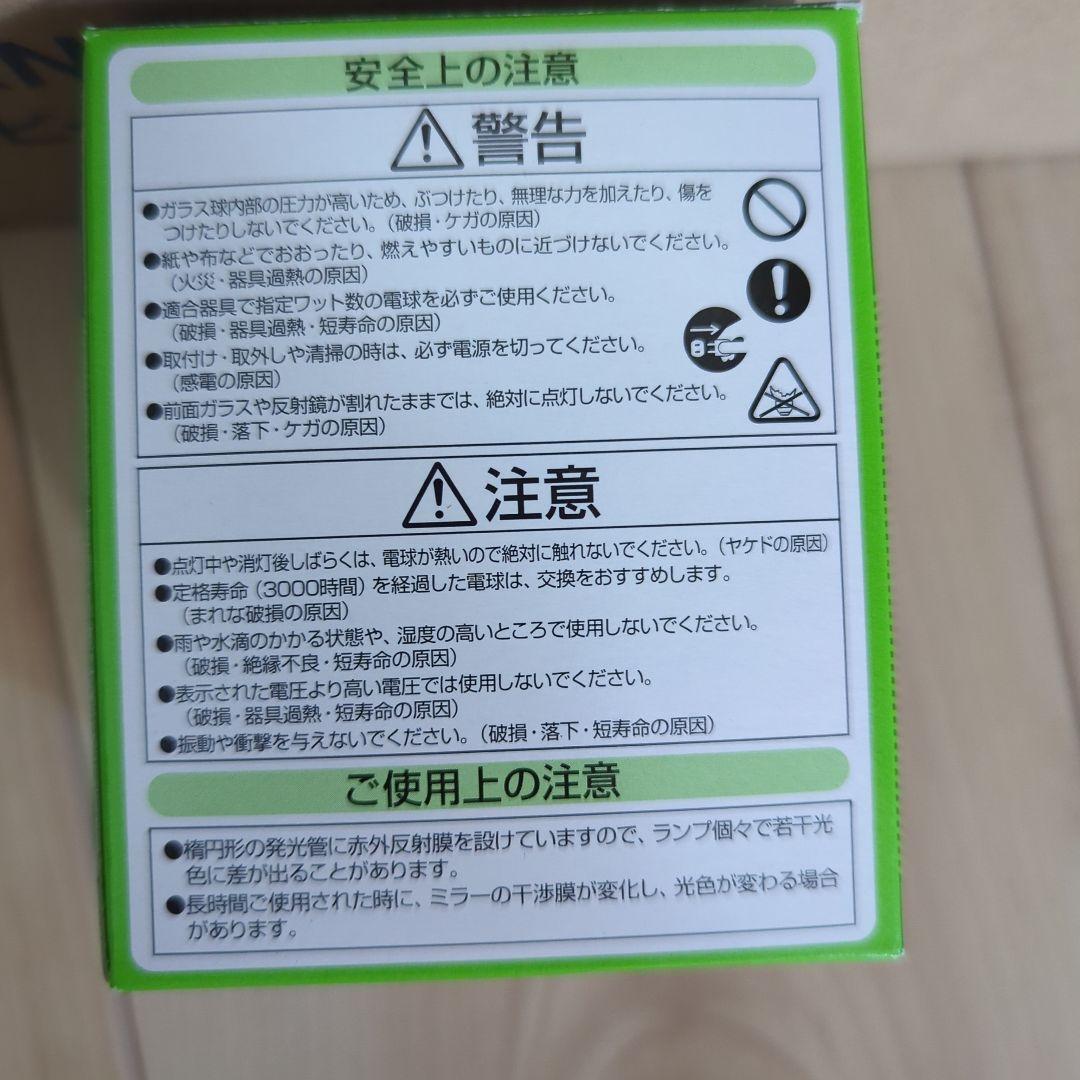 安全上の注意
警告
●ガラス球内部の圧力が高いため、ぶつけたり、無理な力を加えたり、傷を
つけたりしないでください。（破損・ケガの原因）
●紙や布などでおおったり、燃えやすいものに近づけないでください。
（火災・器具過熱の原因）
●適合器具で指定ワット数の電球を必ずご使用ください。
（破損・器具過熱・短寿命の原因）
●取付け・取外しや清掃の時は、必ず電源を切ってください。
（感電の原因）
●前面ガラスや反射鏡が割れたままでは、絶対に点灯しないでください。
（破損・落下・ケガの原因）
注意
●点灯中や消灯後しばらくは、電球が熱いので絶対に触れないでください。（ヤケドの原因）
●定格寿命（3000時間）を経過した電球は、交換をおすすめします。
（まれな破損の原因）
●雨や水滴のかかる状態や、湿度の高いところで使用しないでください。
（破損・絶縁不良・短寿命の原因）
●表示された電圧より高い電圧では使用しないでください。
（破損・器具過熱・短寿命の原因）
●振動や衝撃を与えないでください。（破損・落下・短寿命の原因）
ご使用上の注意
●楕円形の発光管に赤外反射膜を設けていますので、ランプ個々で若干光
色に差が出ることがあります。
●長時間ご使用された時に、ミラーの干渉膜が変化し、光色が変わる場合
があります。